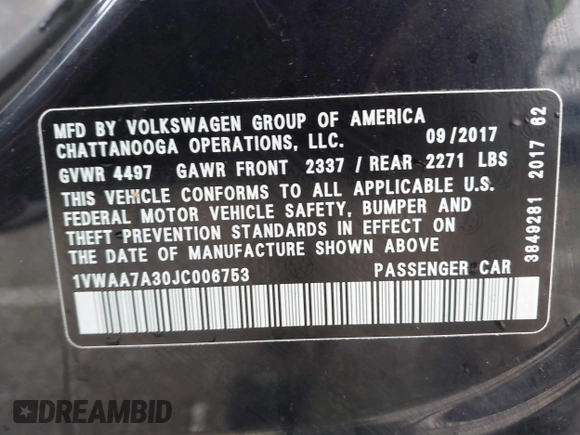 MFD BY VOLKSWAGEN GROUP OF AMERICA
CHATTANOOGA OPERATIONS, LLC. 09/2017
GVWR 4497 GAWR FRONT 2337 / REAR 2271 LBS
THIS VEHICLE CONFORMS TO ALL APPLICABLE U.S.
FEDERAL MOTOR VEHICLE SAFETY, BUMPER AND
THEFT-PREVENTION STANDARDS IN EFFECT ON
THE DATE OF MANUFACTURE SHOWN ABOVE
1VWAA7A30JC006753 PASSENGER CAR
3849281 2017 62
DREAMBID